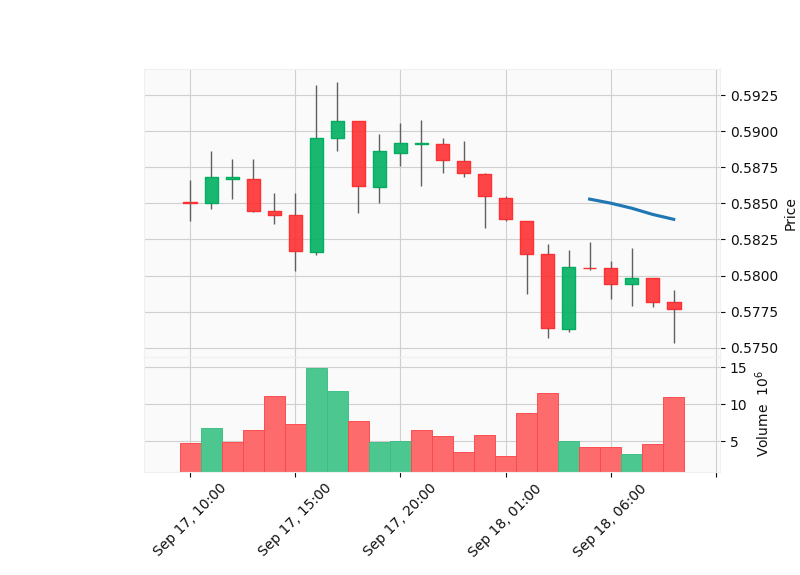 0.5925
0.5900
0.5875
0.5850
0.5825
0.5800
0.5775
0.5750
Price
15
10
5
Volume 10⁶
Sep 17, 10:00
Sep 17, 15:00
Sep 17, 20:00
Sep 18, 01:00
Sep 18, 06:00